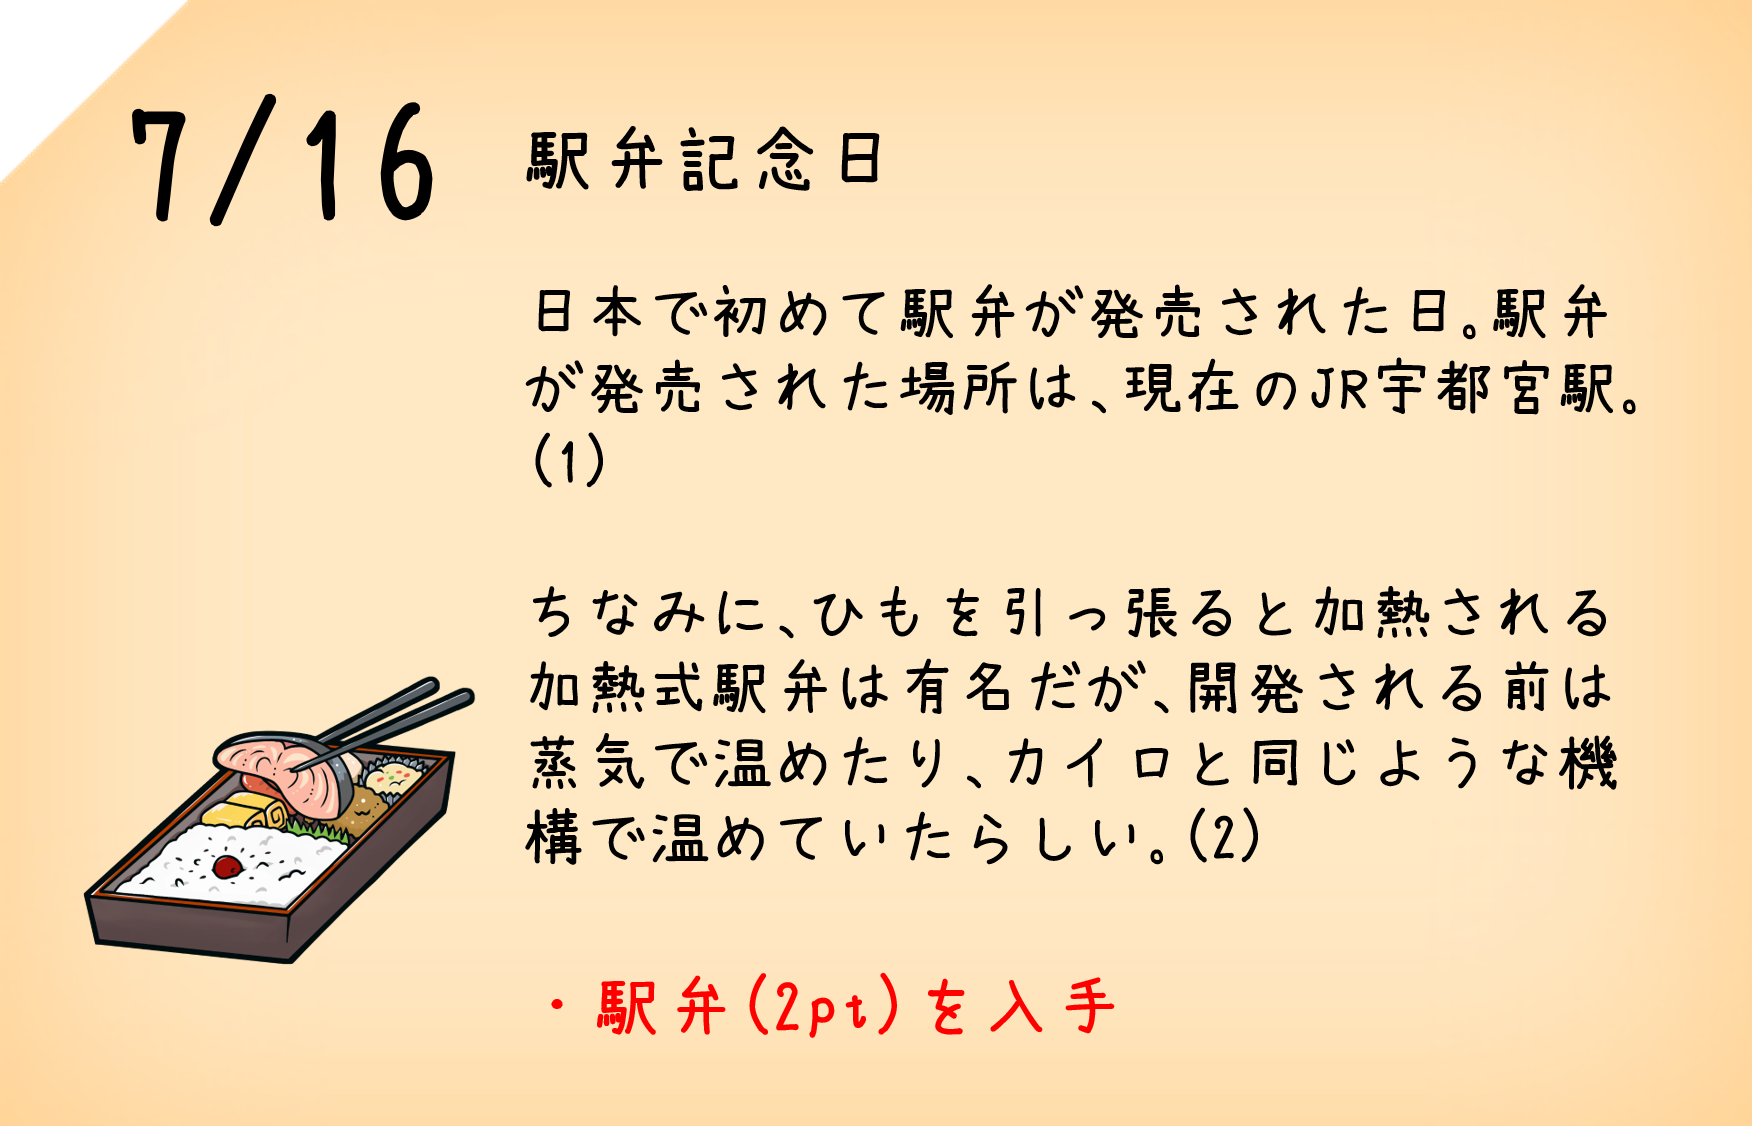 7/16 駅弁記念日
日本で初めて駅弁が発売された日。駅弁
が発売された場所は、現在のJR宇都宮駅。
(1)
ちなみに、ひもを引っ張ると加熱される
加熱式駅弁は有名だが、開発される前は
蒸気で温めたり、カイロと同じような機
構で温めていたらしい。(2)
・駅弁(2pt)を入手